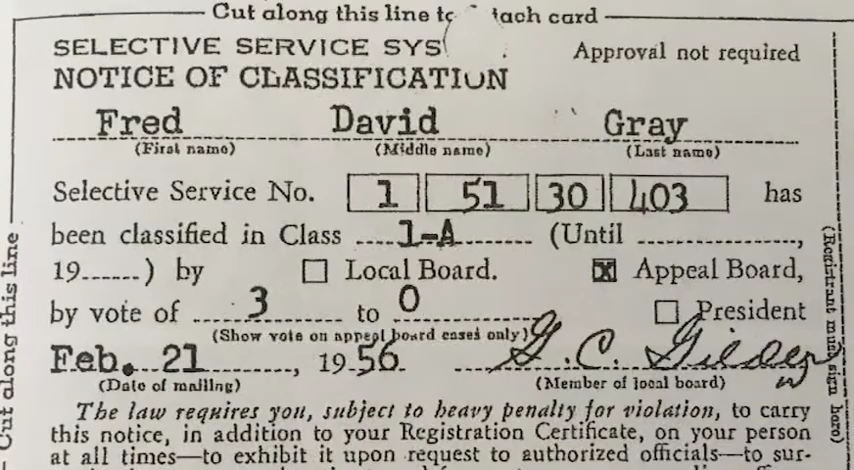 Cut along this line to tach card
SELECTIVE SERVICE SYS Approval not required
NOTICE OF CLASSIFICATION
Fred David Gray
(First name) (Middle name) (Last name)
Selective Service No. 1 51 30 403 has
been classified in Class 1-A (Until ,
19 ) by ☐ Local Board. ☒ Appeal Board,
by vote of 3 to 0 ☐ President
(Show vote on appeal board cases only)
Feb. 21, 1956 G. C.
(Date of mailing) (Member of local board)
The law requires you, subject to heavy penalty for violation, to carry
this notice, in addition to your Registration Certificate, on your person
at all times—to exhibit it upon request to authorized officials—to sur-
Cut along this line
(Registrant must sign here)